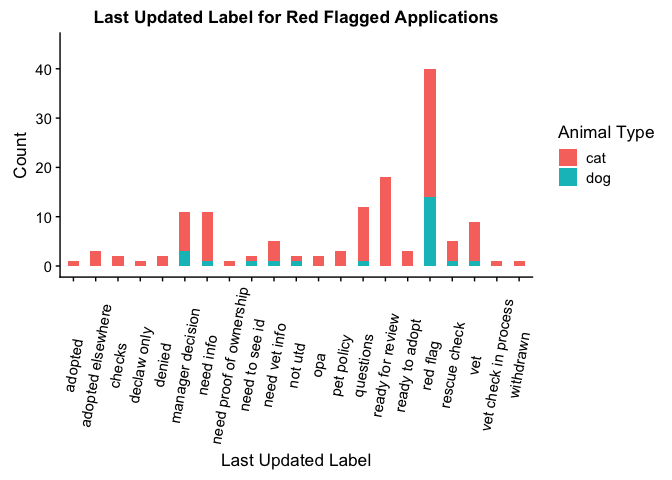 Last Updated Label for Red Flagged Applications
Count
40
30
20
10
0
adopted
adopted elsewhere
checks
declaw only
denied
manager decision
need info
need proof of ownership
need to see id
need vet info
not utd
opa
pet policy
questions
ready for review
ready to adopt
red flag
rescue check
vet
vet check in process
withdrawn
Last Updated Label
Animal Type
cat
dog